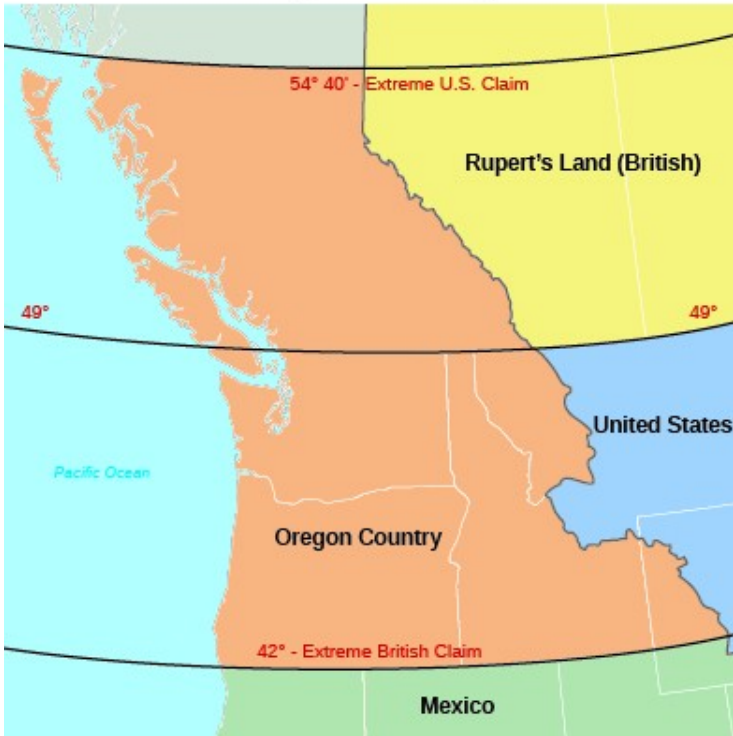 54° 40' - Extreme U.S. Claim
Rupert's Land (British)
49°
49°
United States
Pacific Ocean
Oregon Country
42° - Extreme British Claim
Mexico